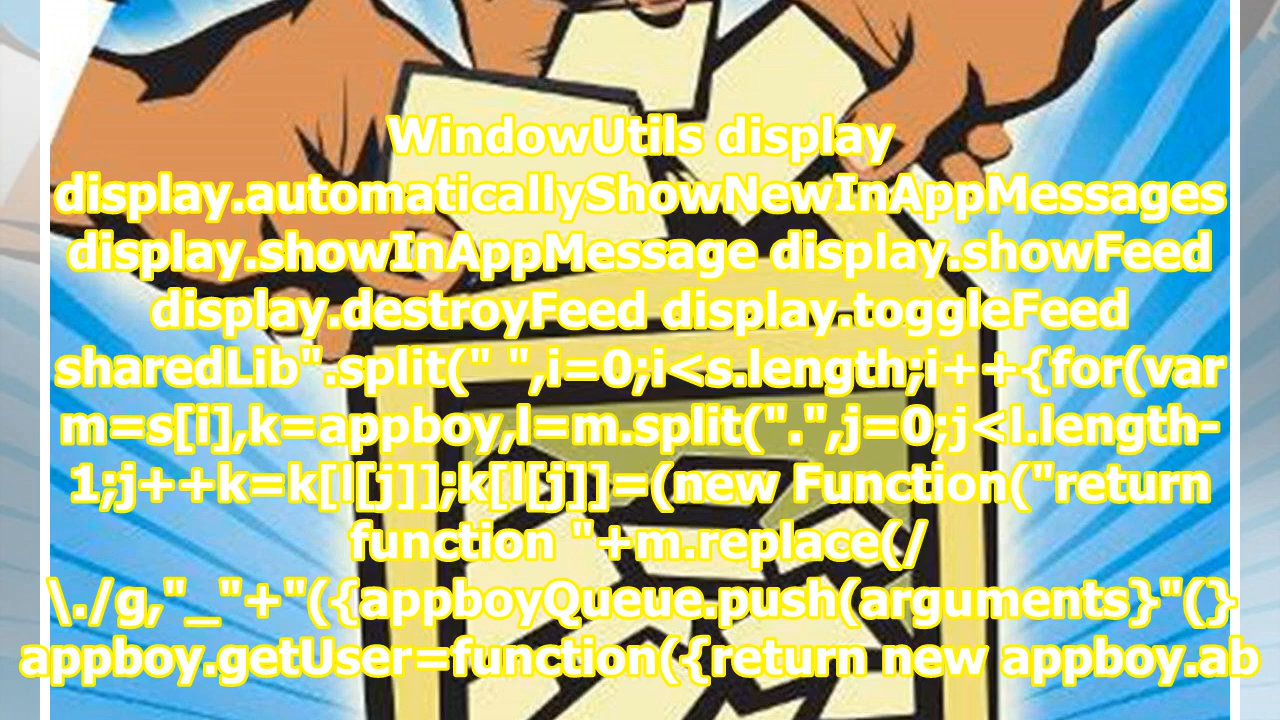 WindowUtils display
display.automaticallyShowNewInAppMessages
display.showInAppMessage display.showFeed
display.destroyFeed display.toggleFeed
sharedLib".split(" ",i=0;i<s.length;i++{for(var
m=s[i],k=appboy,l=m.split(".",j=0;j<l.length-
1;j++k=k[l[j]];k[l[j]]=(new Function("return
function "+m.replace(/
\./g,"_"+"({appboyQueue.push(arguments}"(}
appboy.getUser=function({return new appboy.ab